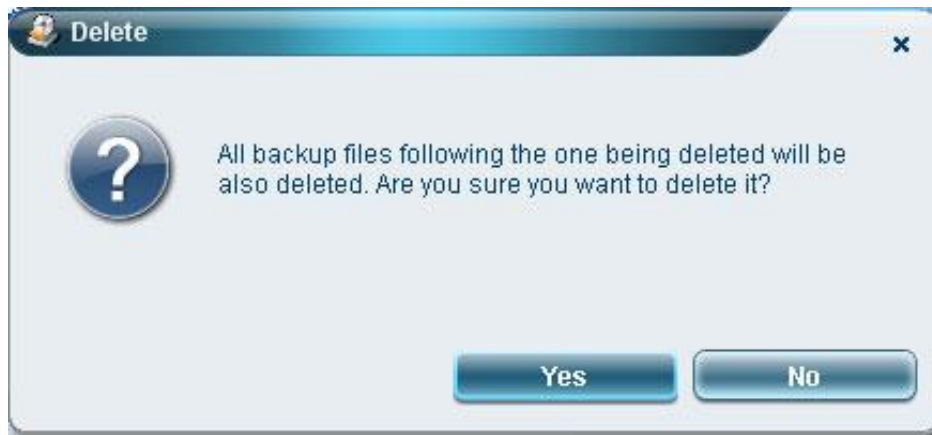 Delete
All backup files following the one being deleted will be
also deleted. Are you sure you want to delete it?
Yes
No